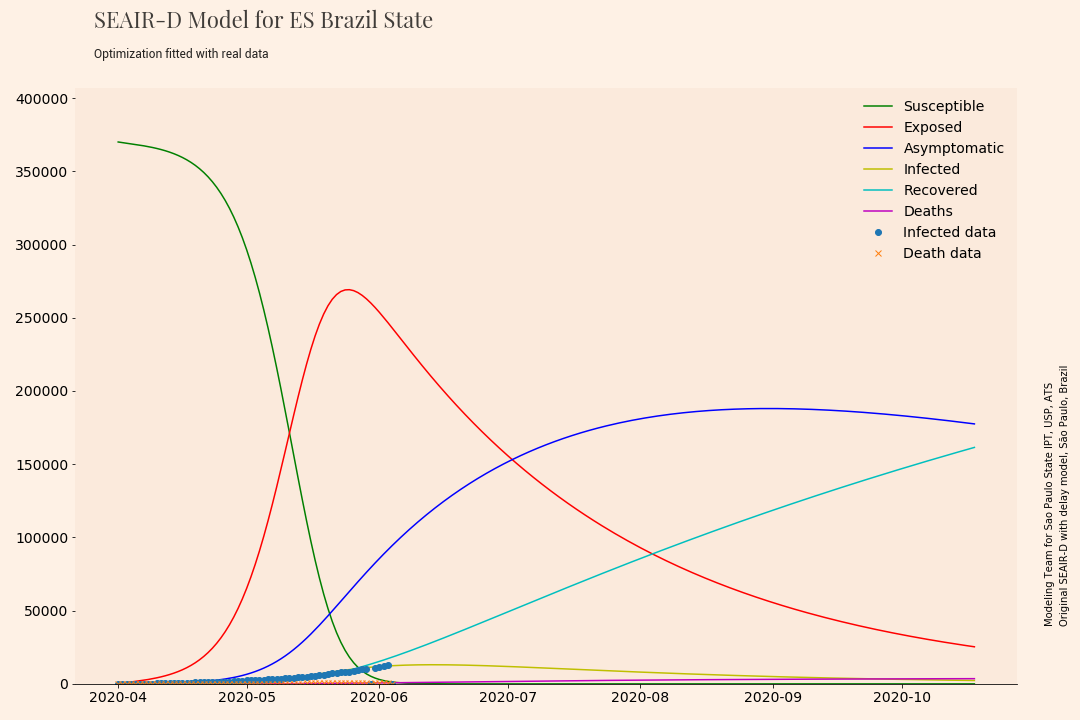 SEAIR-D Model for ES Brazil State
Optimization fitted with real data
400000
350000
300000
250000
200000
150000
100000
50000
0
2020-04
2020-05
2020-06
2020-07
2020-08
2020-09
2020-10
Susceptible
Exposed
Asymptomatic
Infected
Recovered
Deaths
Infected data
Death data
Modeling Team for Sao Paulo State IPT, USP, ATS
Original SEAIR-D with delay model, São Paulo, Brazil